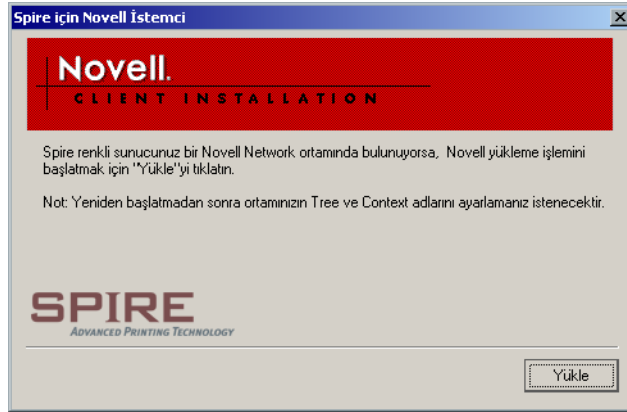 Spire için Novell İstemci
Novell.
CLIENT INSTALLATION
Spire renkli sunucunuz bir Novell Network ortamında bulunuyorsa, Novell yükleme işlemini
başlatmak için "Yükle"yi tıklatın.
Not: Yeniden başlatmadan sonra ortamınızın Tree ve Context adlarını ayarlamanız istenecektir.
SPIRE
ADVANCED PRINTING TECHNOLOGY
Yükle